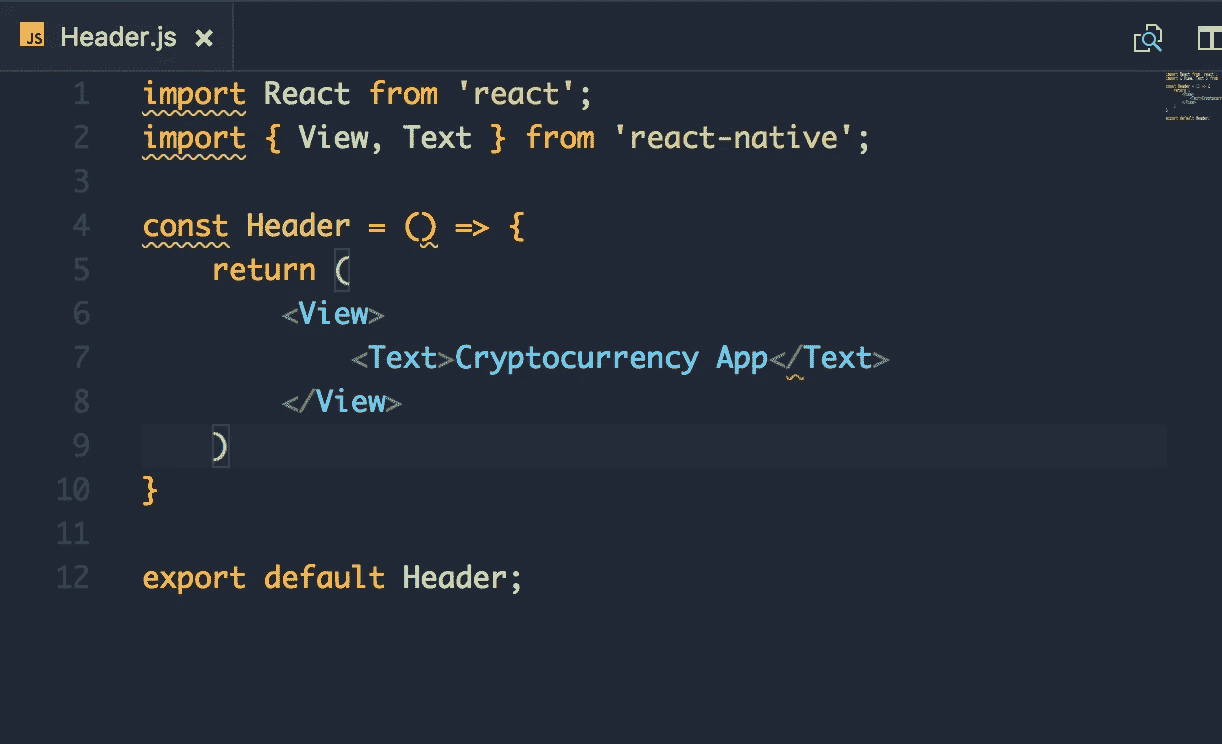 JS Header.js ×
1 import React from 'react';
2 import { View, Text } from 'react-native';
3
4 const Header = () => {
5     return (
6         <View>
7             <Text>Cryptocurrency App</Text>
8         </View>
9     )
10 }
11
12 export default Header;